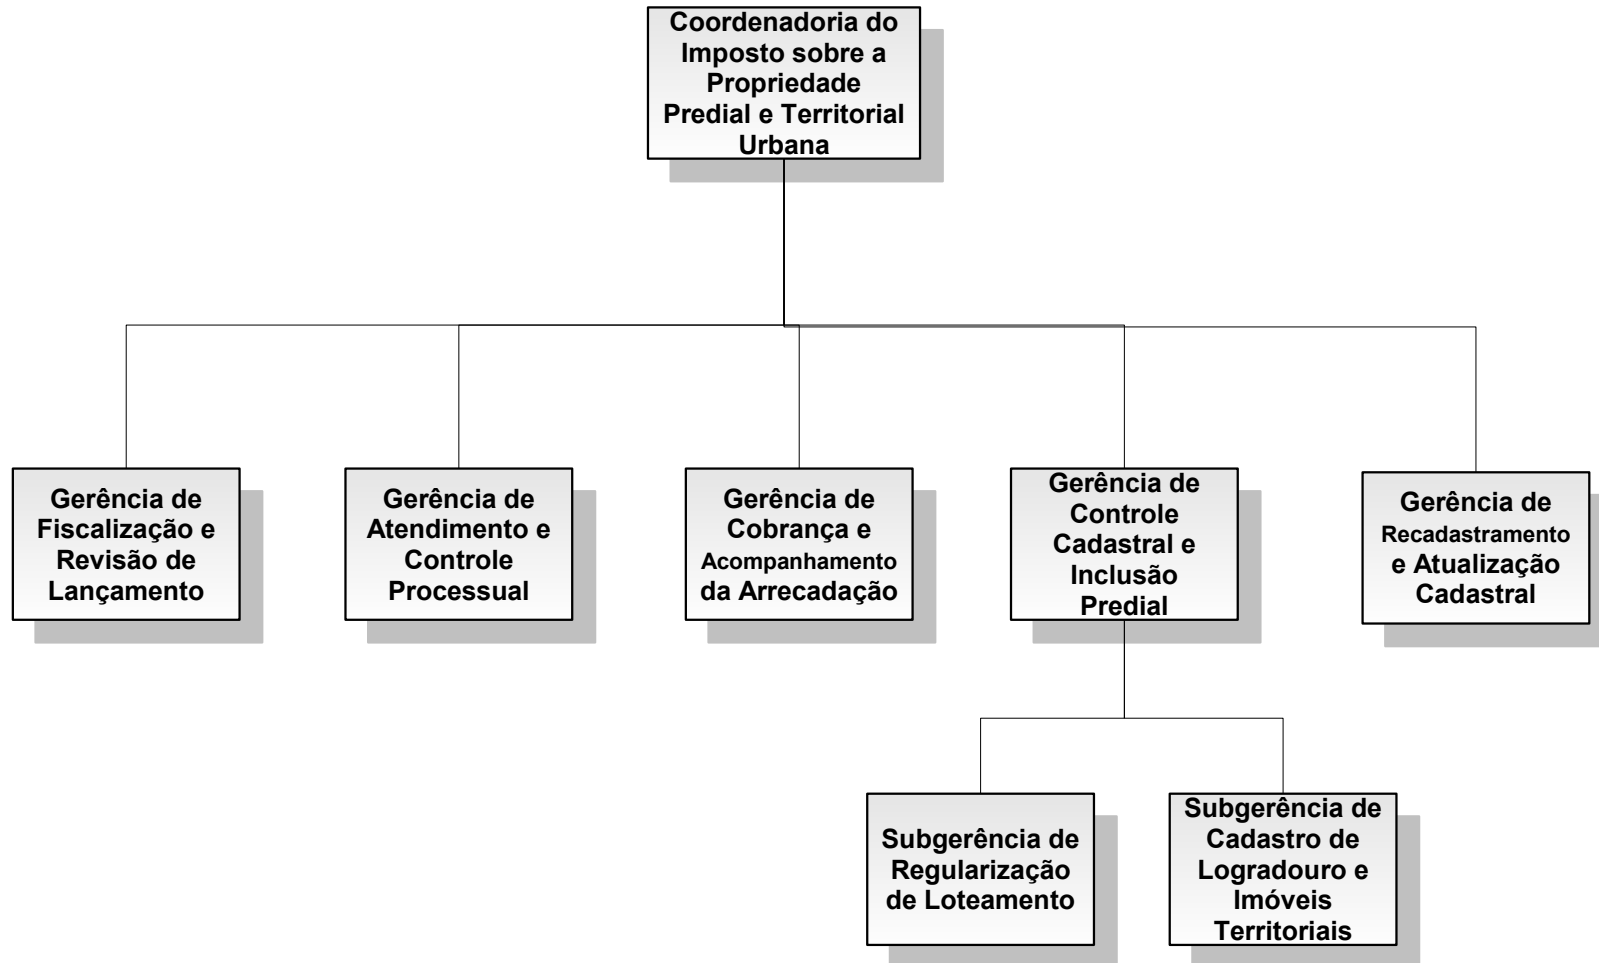 Coordenadoria do
Imposto sobre a
Propriedade
Predial e Territorial
Urbana
Gerência de
Fiscalização e
Revisão de
Lançamento
Gerência de
Atendimento e
Controle
Processual
Gerência de
Cobrança e
Acompanhamento
da Arrecadação
Gerência de
Controle
Cadastral e
Inclusão
Predial
Gerência de
Recadastramento
e Atualização
Cadastral
Subgerência de
Regularização
de Loteamento
Subgerência de
Cadastro de
Logradouro e
Imóveis
Territoriais